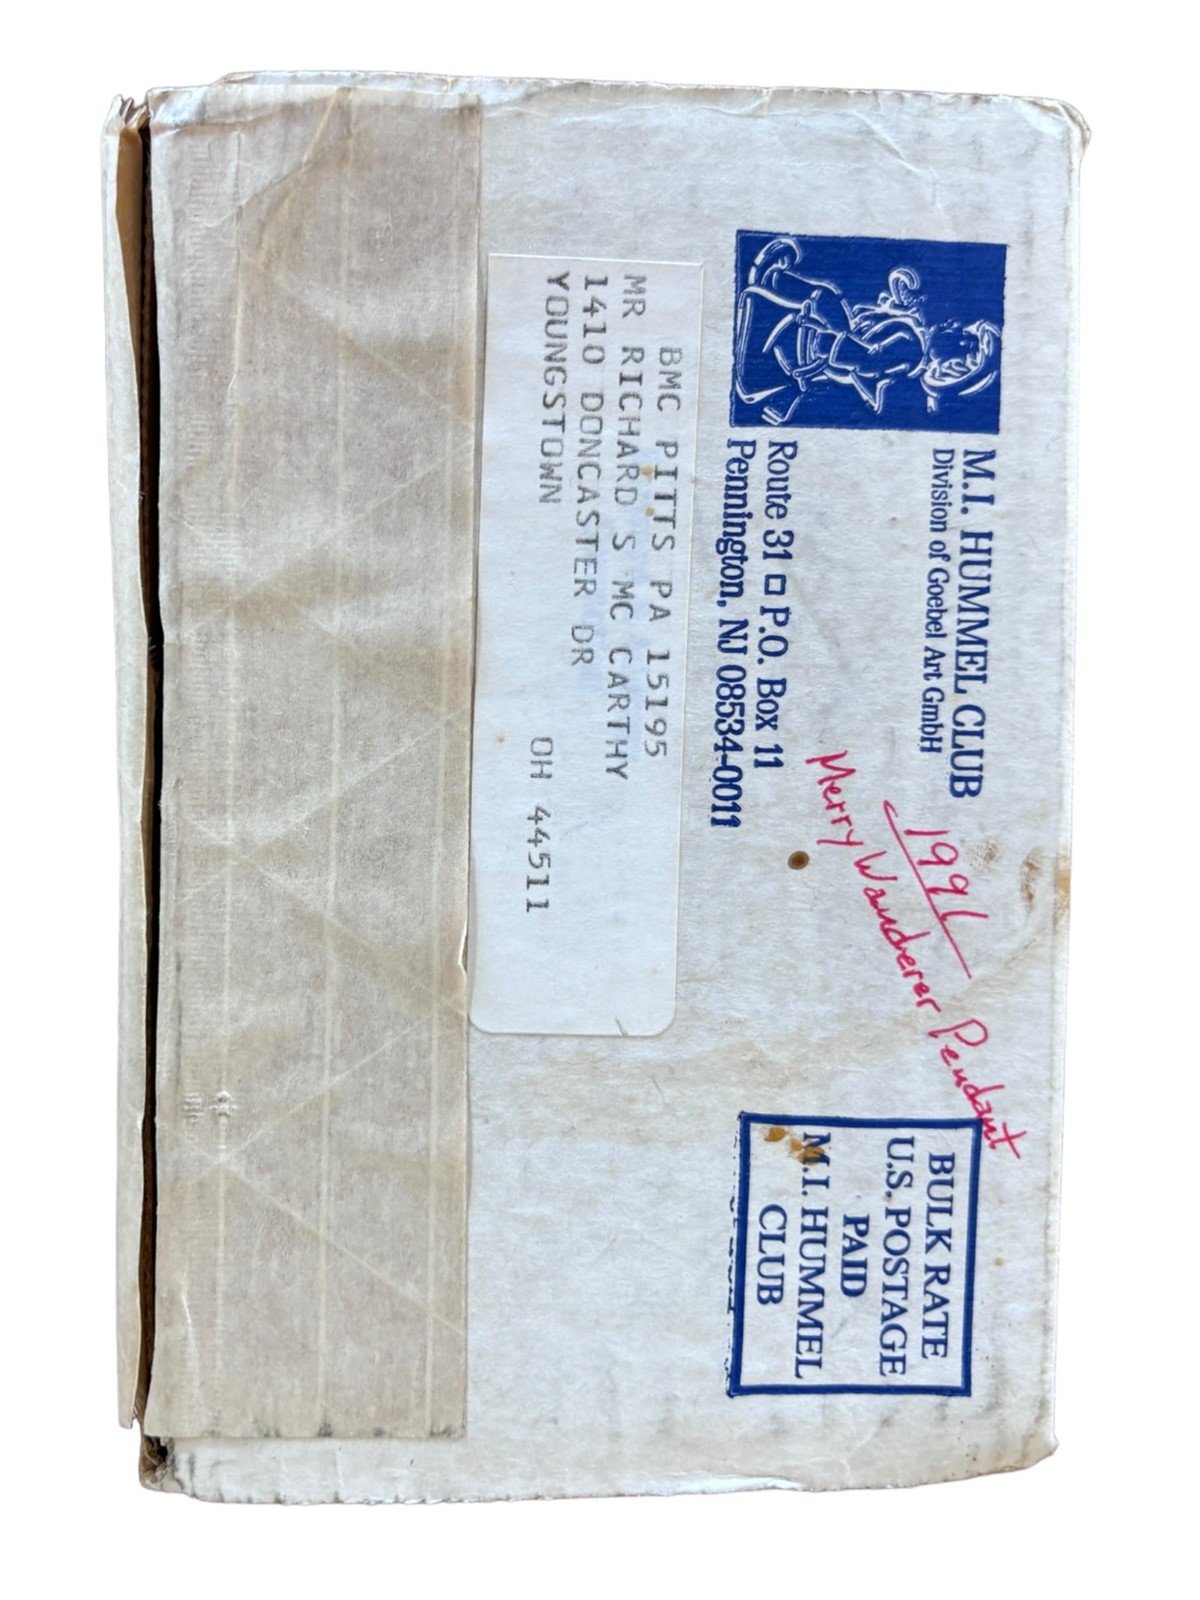 M.I. HUMMEL CLUB
Division of Goebel Art GmbH
Route 31 □ P.O. Box 11
Pennington, NJ 08534-0011
1991
Merry Wanderer Pendant
BULK RATE
U.S. POSTAGE
PAID
M.I. HUMMEL
CLUB
BMC PITTS PA 15195
MR RICHARD S MC CARTHY
1410 DONCASTER DR
YOUNGSTOWN OH 44511